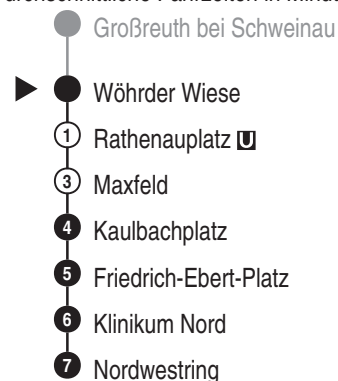 Großreuth bei Schweinau
Wöhrder Wiese
1 Rathenauplatz U
3 Maxfeld
4 Kaulbachplatz
5 Friedrich-Ebert-Platz
6 Klinikum Nord
7 Nordwestring